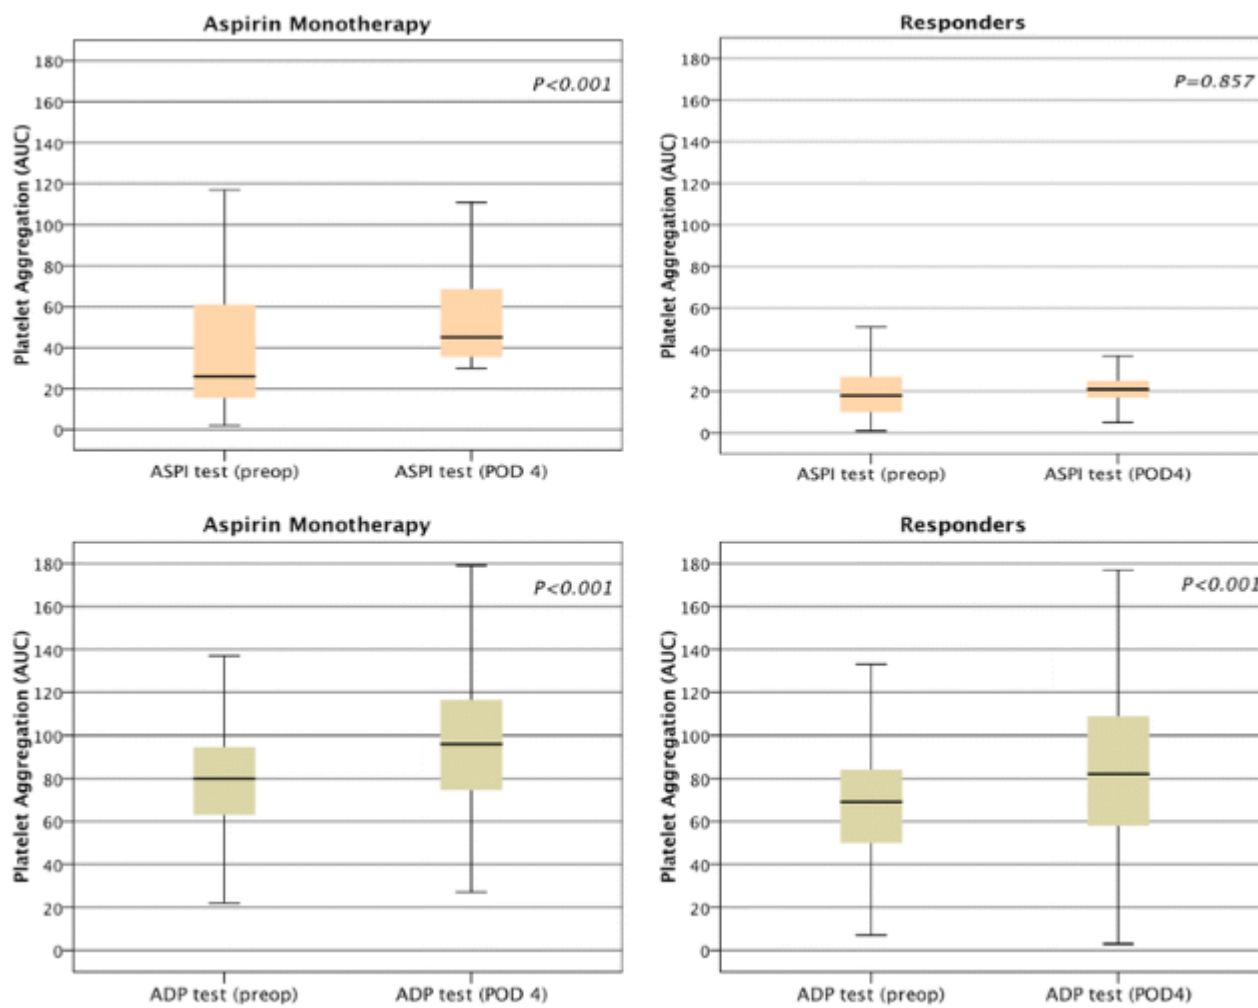 Aspirin Monotherapy
P<0.001
Platelet Aggregation (AUC)
180
160
140
120
100
80
60
40
20
0
ASPI test (preop)
ASPI test (POD 4)
Responders
P=0.857
Platelet Aggregation (AUC)
180
160
140
120
100
80
60
40
20
0
ASPI test (preop)
ASPI test (POD4)
Aspirin Monotherapy
P<0.001
Platelet Aggregation (AUC)
180
160
140
120
100
80
60
40
20
0
ADP test (preop)
ADP test (POD 4)
Responders
P<0.001
Platelet Aggregation (AUC)
180
160
140
120
100
80
60
40
20
0
ADP test (preop)
ADP test (POD4)